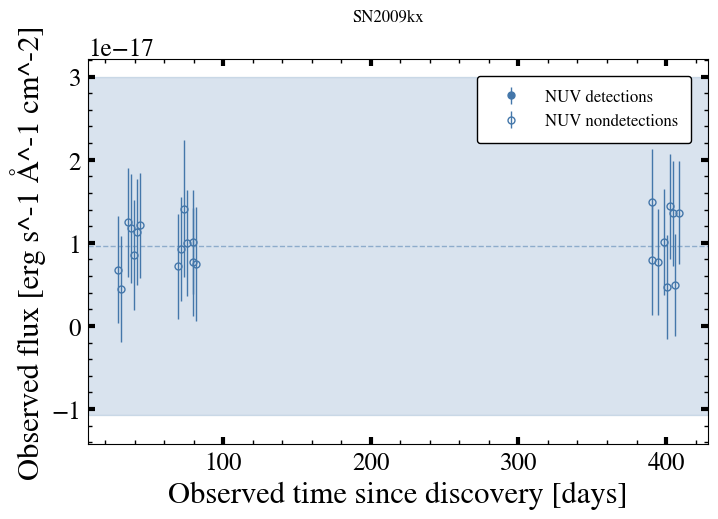 SN2009kx
1e−17
NUV detections
NUV nondetections
3
2
1
0
−1
100
200
300
400
Observed flux [erg s^-1 Å^-1 cm^-2]
Observed time since discovery [days]